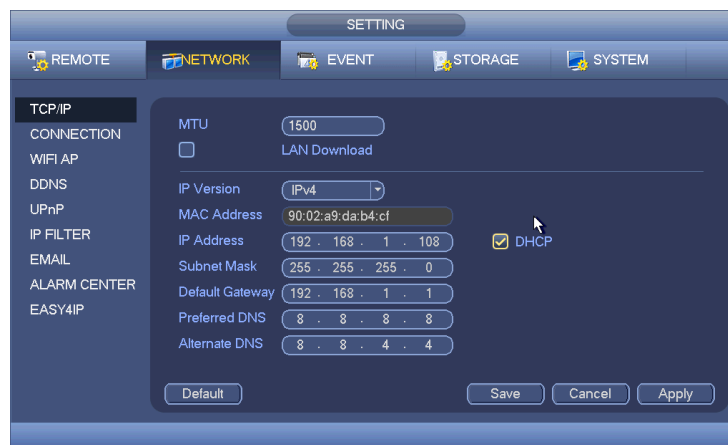 SETTING
REMOTE NETWORK EVENT STORAGE SYSTEM
TCP/IP
CONNECTION
WIFI AP
DDNS
UPnP
IP FILTER
EMAIL
ALARM CENTER
EASY4IP
MTU 1500
LAN Download
IP Version IPv4
MAC Address 90:02:a9:da:b4:cf
IP Address 192 . 168 . 1 . 108 DHCP
Subnet Mask 255 . 255 . 255 . 0
Default Gateway 192 . 168 . 1 . 1
Preferred DNS 8 . 8 . 8 . 8
Alternate DNS 8 . 8 . 4 . 4
Default Save Cancel Apply